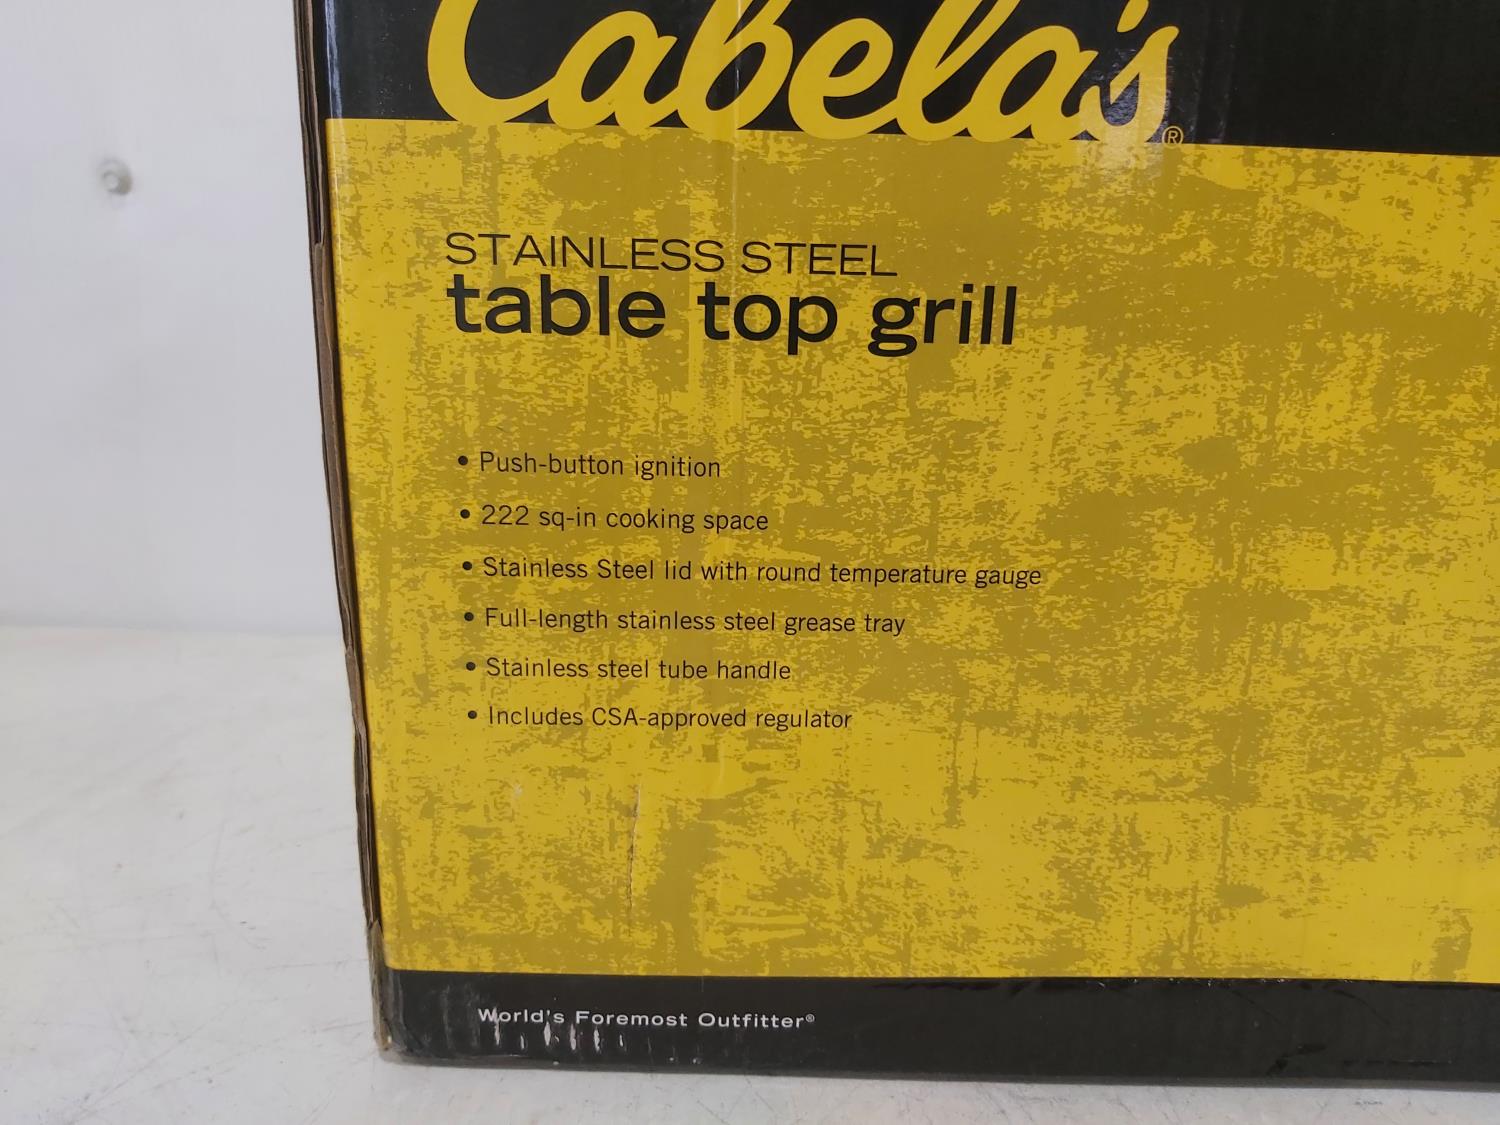 Cabela's®
STAINLESS STEEL
table top grill
• Push-button ignition
• 222 sq-in cooking space
• Stainless Steel lid with round temperature gauge
• Full-length stainless steel grease tray
• Stainless steel tube handle
• Includes CSA-approved regulator
World's Foremost Outfitter®